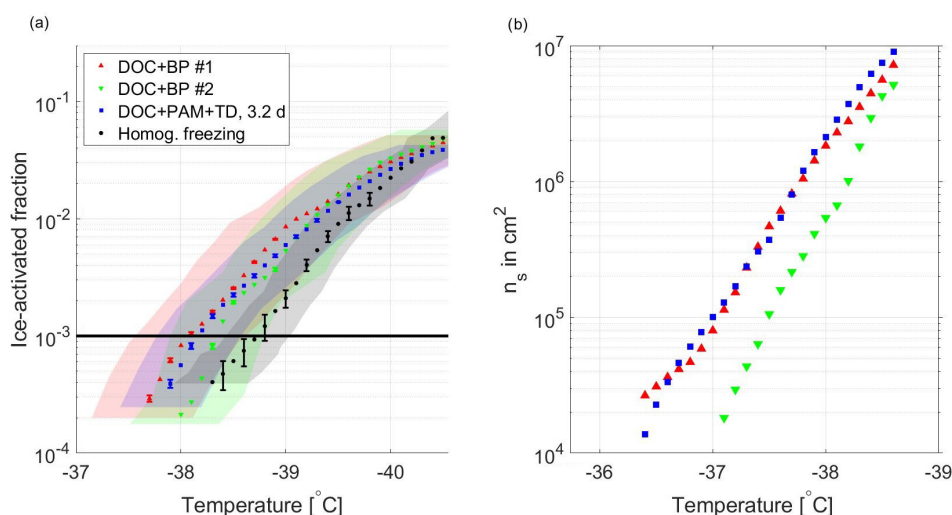 (a)
(b)
DOC+BP #1
DOC+BP #2
DOC+PAM+TD, 3.2 d
Homog. freezing
Ice-activated fraction
10^-1
10^-2
10^-3
10^-4
-37
-38
-39
-40
Temperature [°C]
n_s in cm^2
10^7
10^6
10^5
10^4
-36
-37
-38
-39
Temperature [°C]